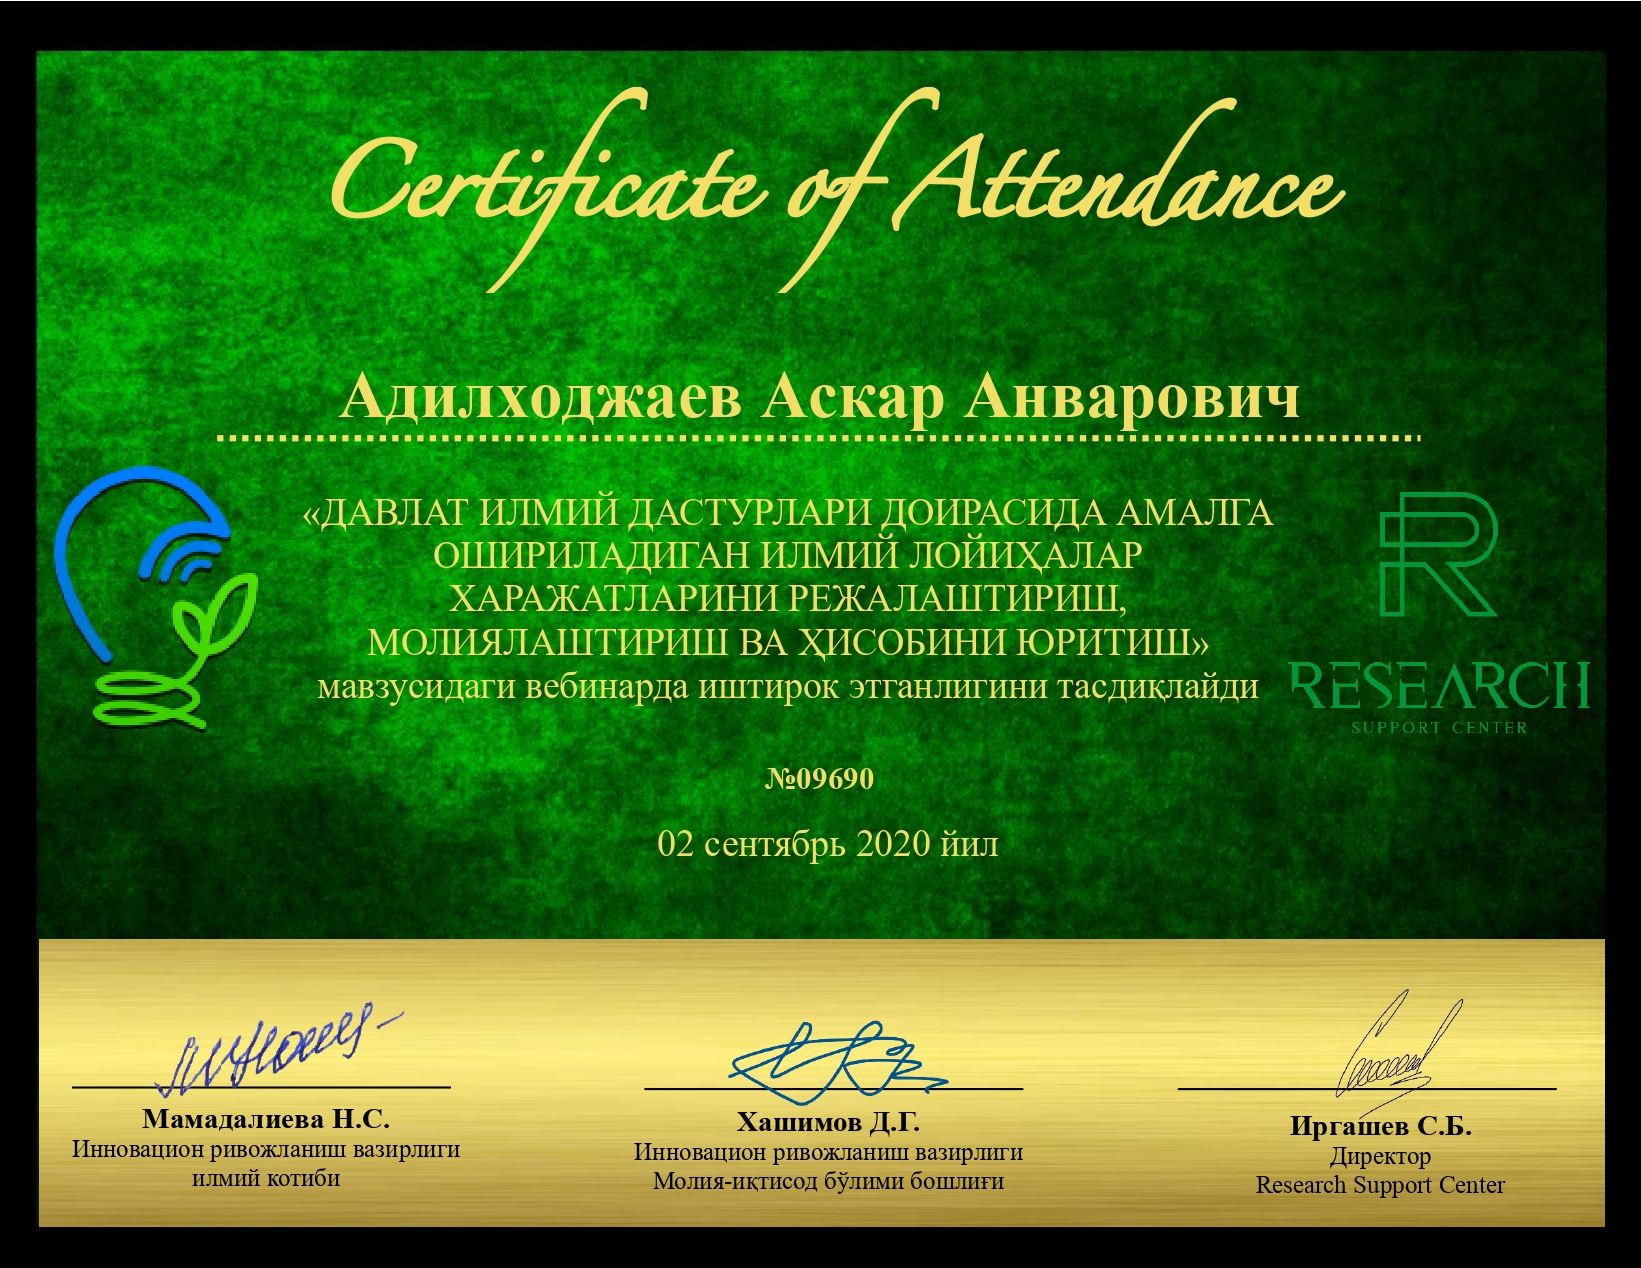 Certificate of Attendance
Адилходжаев Аскар Анварович
«ДАВЛАТ ИЛМИЙ ДАСТУРЛАРИ ДОИРАСИДА АМАЛГА
ОШИРИЛАДИГАН ИЛМИЙ ЛОЙИҲАЛАР
ХАРАЖАТЛАРИНИ РЕЖАЛАШТИРИШ,
МОЛИЯЛАШТИРИШ ВА ҲИСОБИНИ ЮРИТИШ»
мавзусидаги вебинарда иштирок этганлигини тасдиқлайди
RESEARCH
SUPPORT CENTER
№09690
02 сентябрь 2020 йил
Мамадалиева Н.С.
Инновацион ривожланиш вазирлиги
илмий котиби
Хашимов Д.Г.
Инновацион ривожланиш вазирлиги
Молия-иқтисод бўлими бошлиғи
Иргашев С.Б.
Директор
Research Support Center